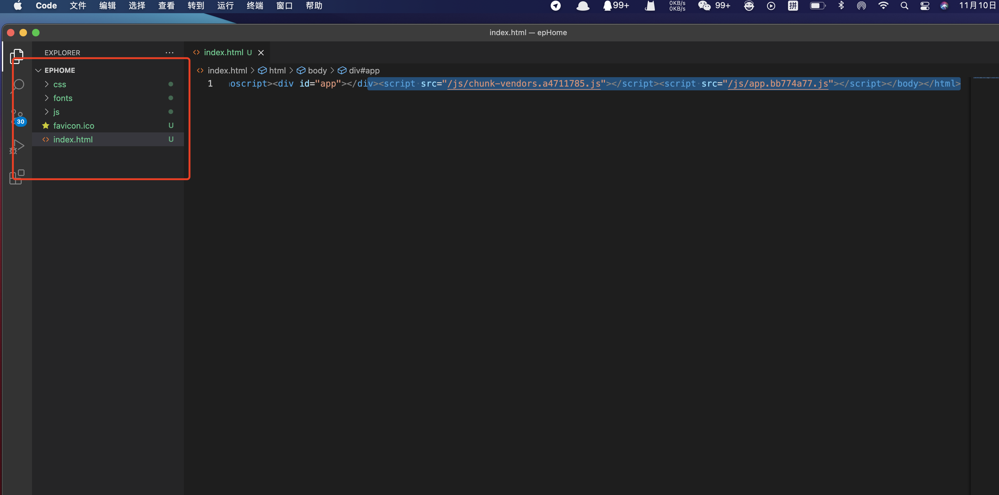 Code 文件 编辑 选择 查看 转到 运行 终端 窗口 帮助 99+ 0KB/s 0KB/s 99+ 拼 11月10日
index.html — epHome
EXPLORER ··· index.html U
EPHOME
index.html > html > body > div#app
css
1 oscript><div id="app"></div><script src="/js/chunk-vendors.a4711785.js"></script><script src="/js/app.bb774a77.js"></script></body></html>
fonts
js
30
favicon.ico U
index.html U